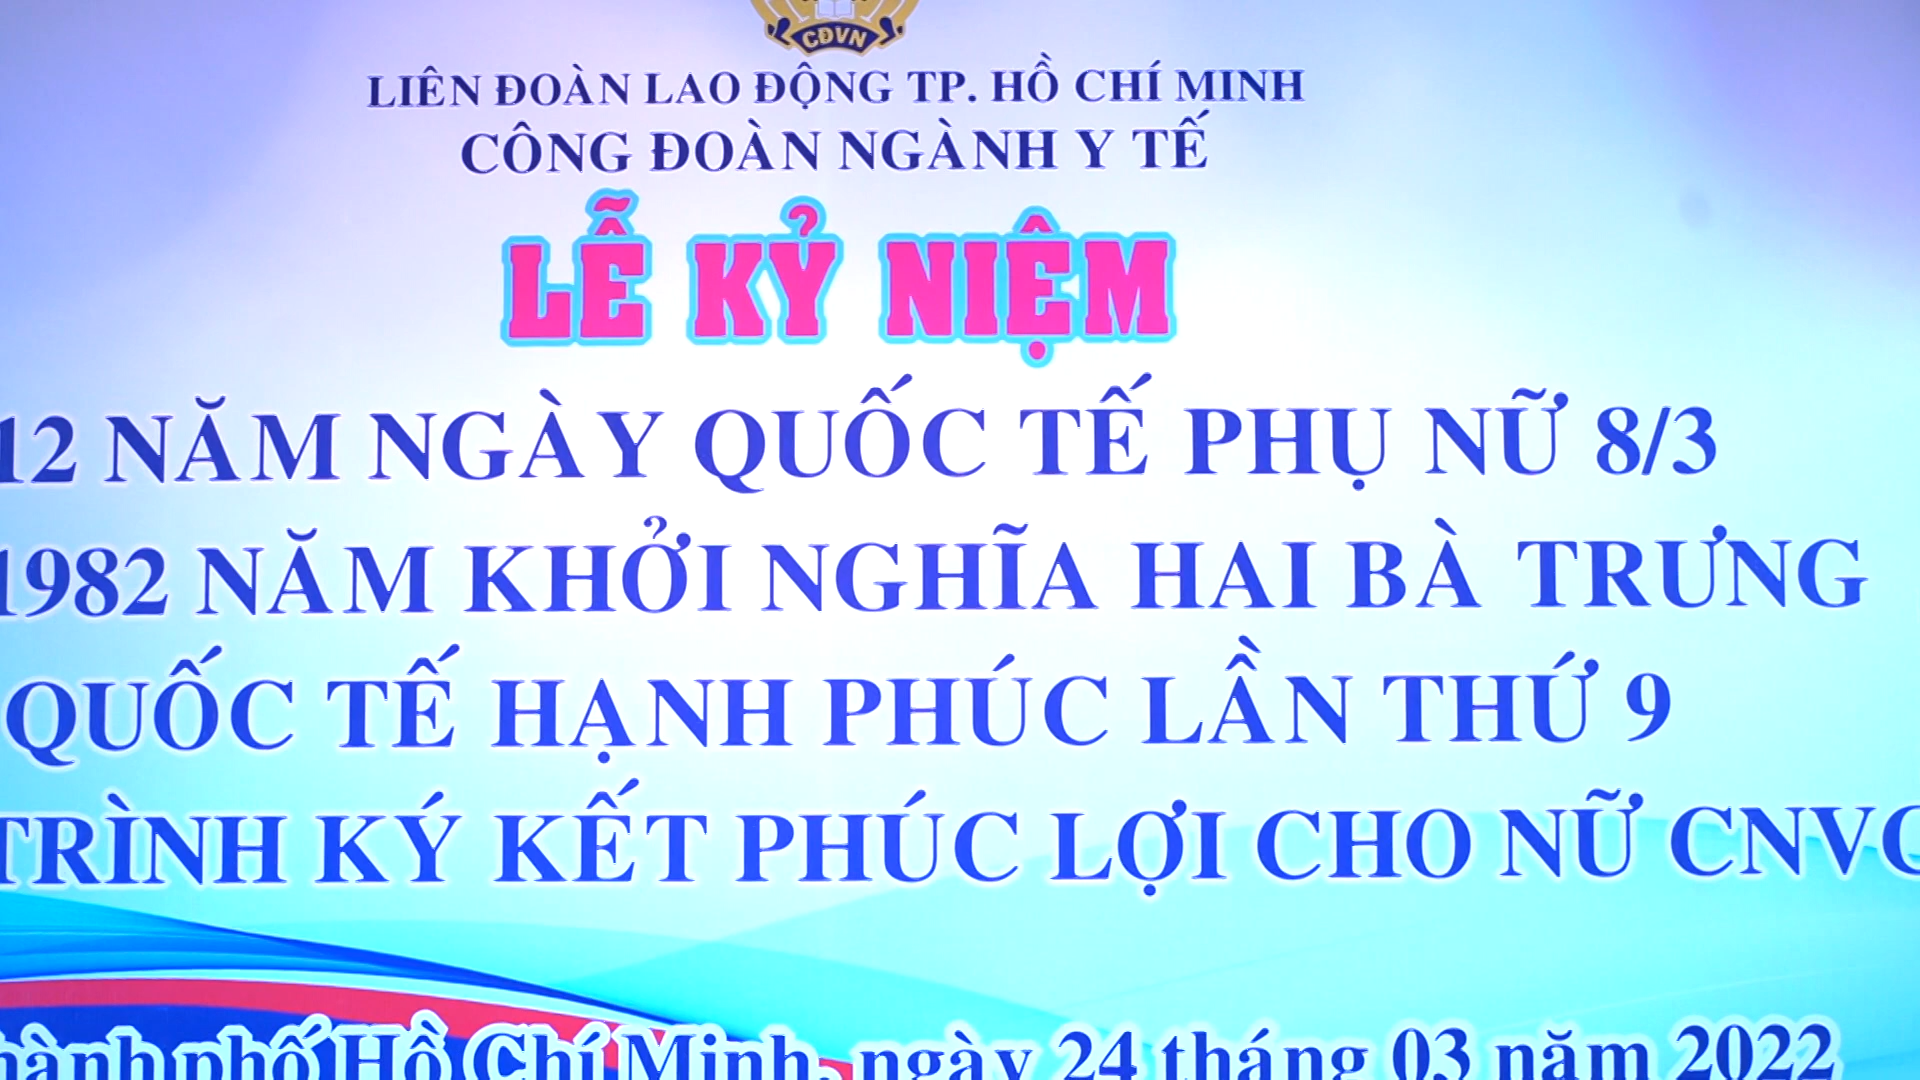 CĐVN
LIÊN ĐOÀN LAO ĐỘNG TP. HỒ CHÍ MINH
CÔNG ĐOÀN NGÀNH Y TẾ
LỄ KỶ NIỆM
12 NĂM NGÀY QUỐC TẾ PHỤ NỮ 8/3
1982 NĂM KHỞI NGHĨA HAI BÀ TRƯNG
QUỐC TẾ HẠNH PHÚC LẦN THỨ 9
TRÌNH KÝ KẾT PHÚC LỢI CHO NỮ CNVC
hành phố Hồ Chí Minh, ngày 24 tháng 03 năm 2022